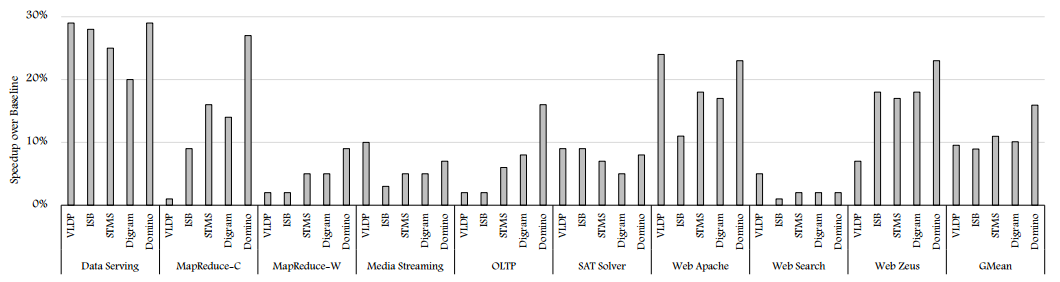 30%
20%
10%
0%
Speedup over Baseline
VLDP ISB STMS Digram Domino VLDP ISB STMS Digram Domino VLDP ISB STMS Digram Domino VLDP ISB STMS Digram Domino VLDP ISB STMS Digram Domino VLDP ISB STMS Digram Domino VLDP ISB STMS Digram Domino VLDP ISB STMS Digram Domino VLDP ISB STMS Digram Domino VLDP ISB STMS Digram Domino
Data Serving MapReduce-C MapReduce-W Media Streaming OLTP SAT Solver Web Apache Web Search Web Zeus GMean